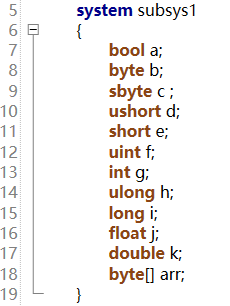 5 system subsys1
6 {
7 bool a;
8 byte b;
9 sbyte c ;
10 ushort d;
11 short e;
12 uint f;
13 int g;
14 ulong h;
15 long i;
16 float j;
17 double k;
18 byte[] arr;
19 }